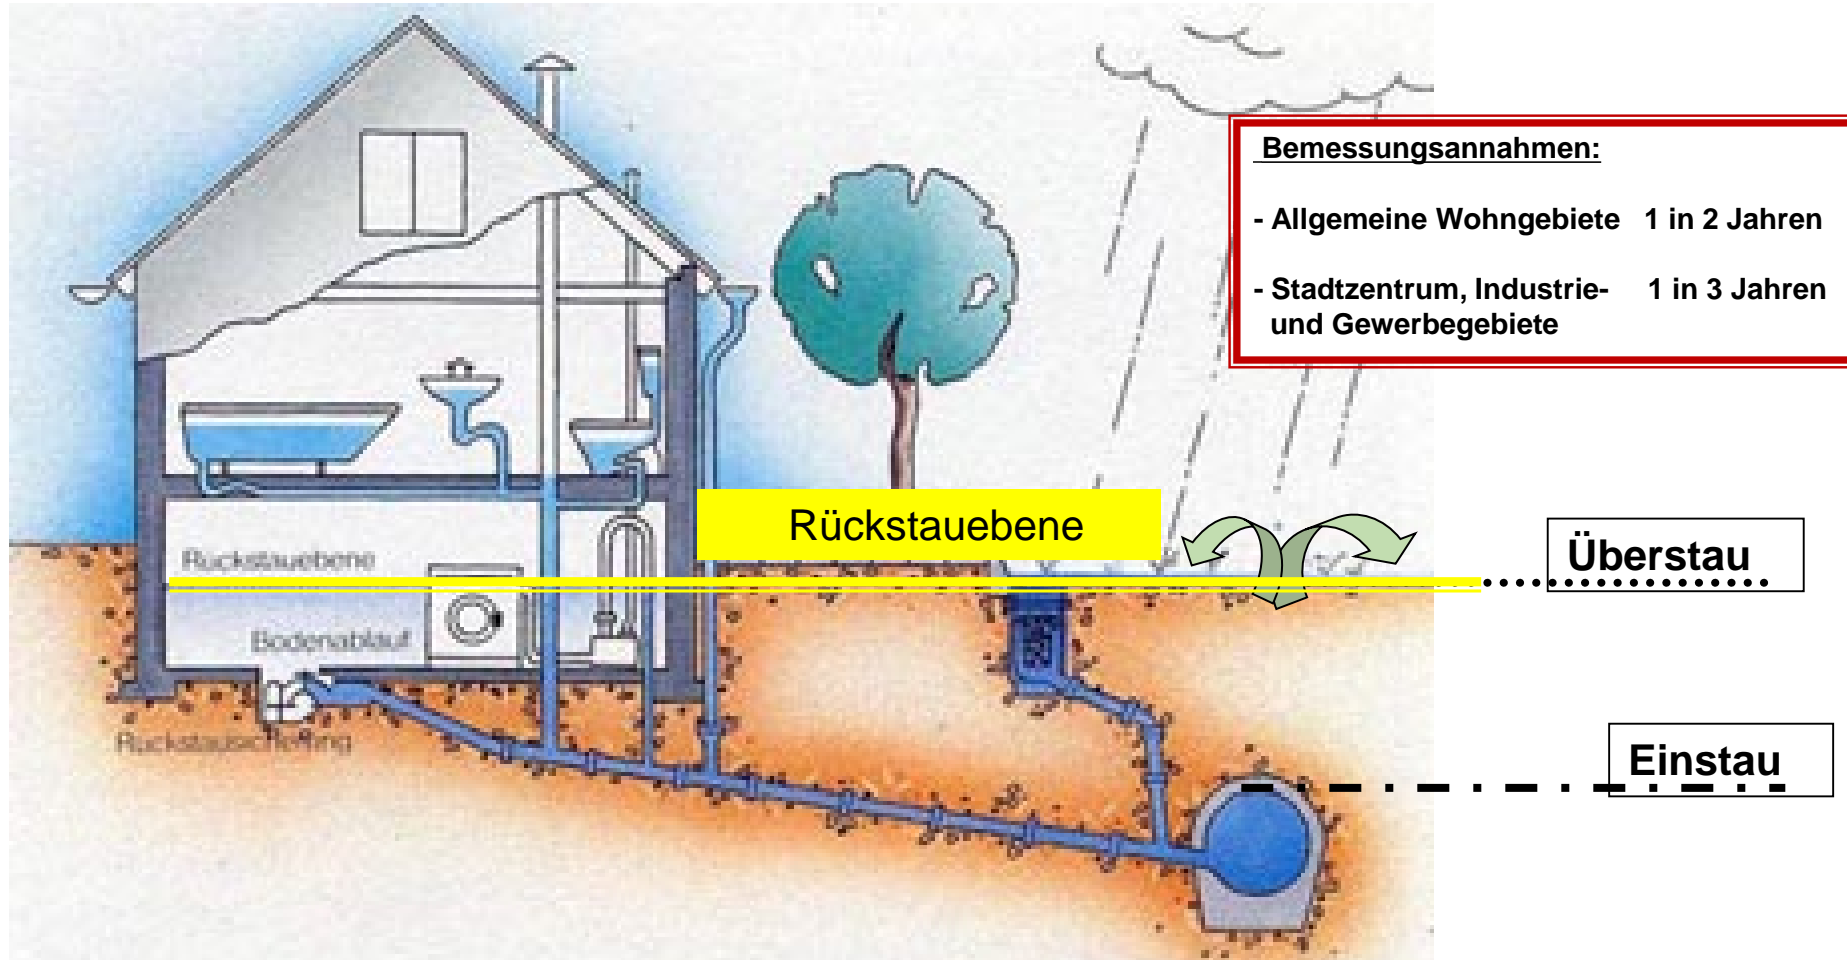 Bemessungsannahmen:
- Allgemeine Wohngebiete 1 in 2 Jahren
- Stadtzentrum, Industrie- 1 in 3 Jahren
und Gewerbegebiete
Rückstauebene
Überstau
Rückstauebene
Bodenablauf
Rückstausicherung
Einstau